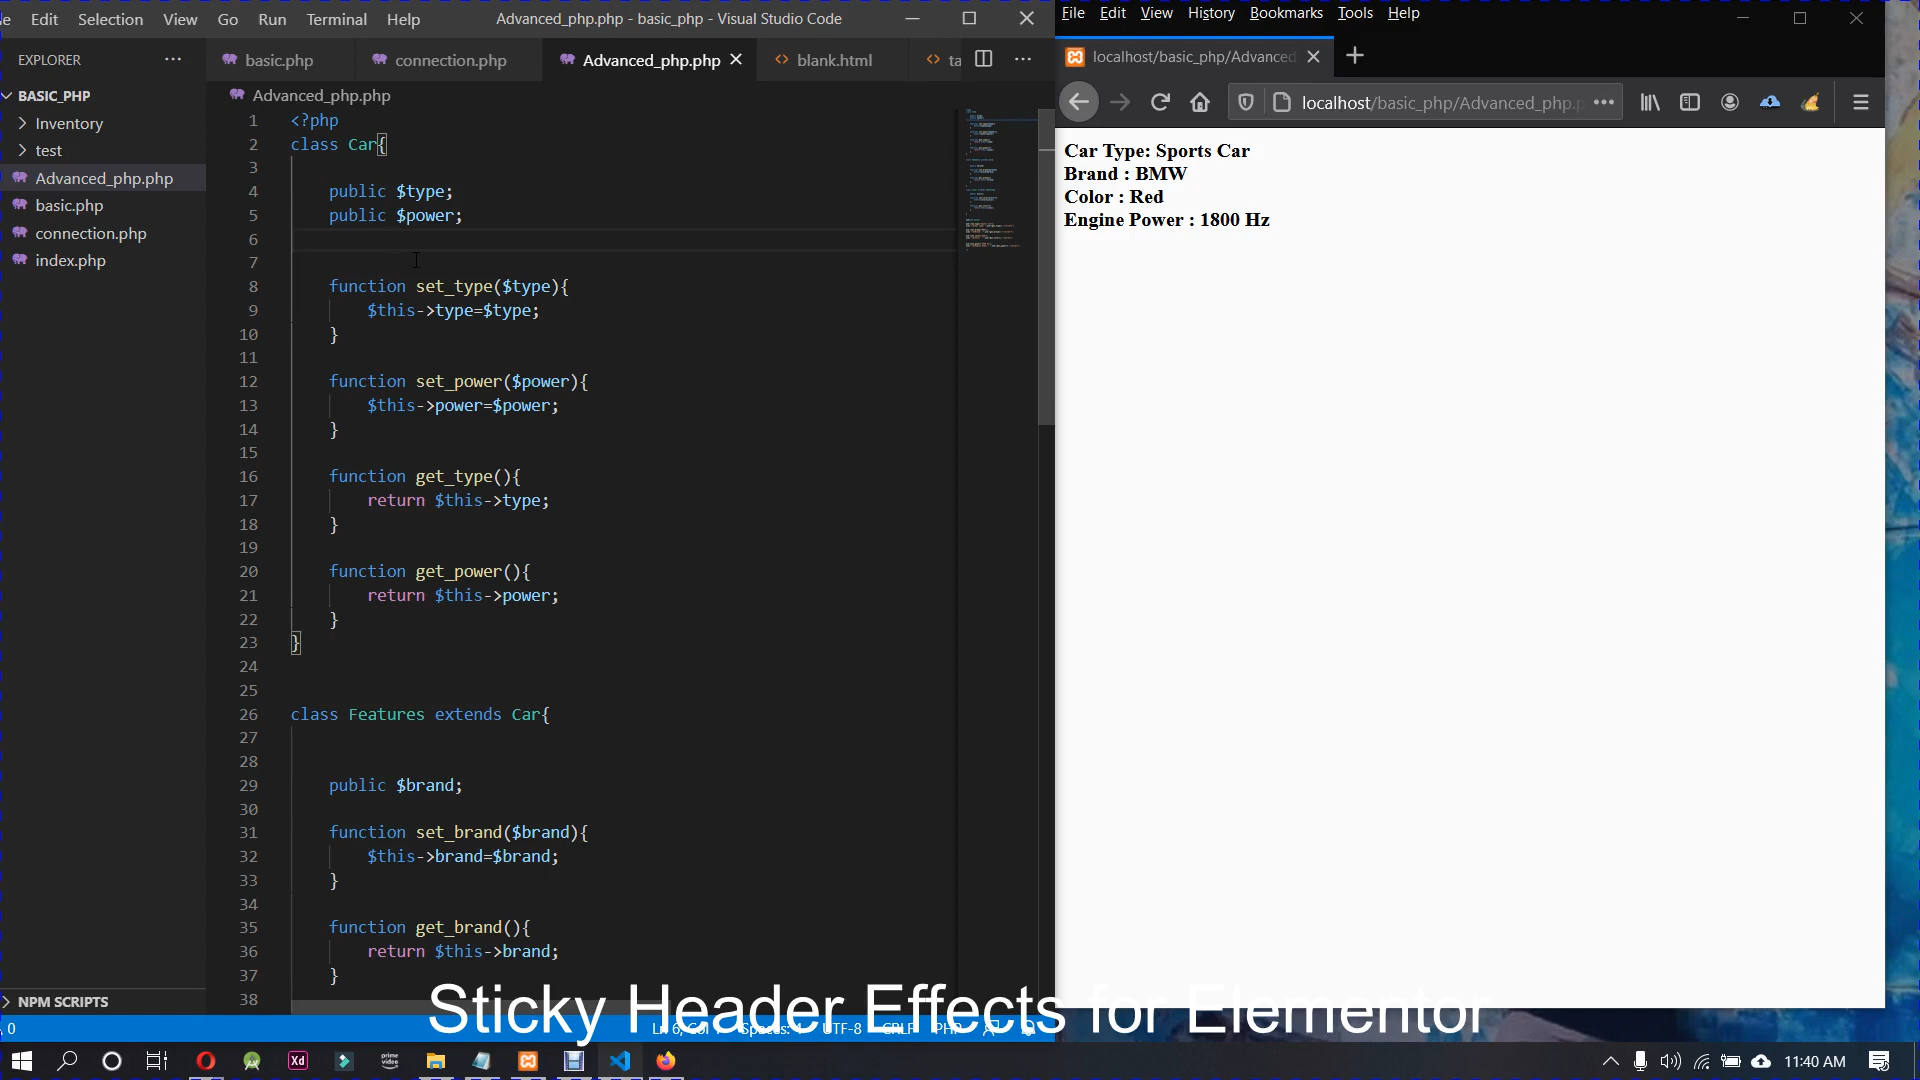 Edit Selection View Go Run Terminal Help
Advanced_php.php - basic_php - Visual Studio Code
EXPLORER
BASIC_PHP
Inventory
test
Advanced_php.php
basic.php
connection.php
index.php
NPM SCRIPTS
basic.php connection.php Advanced_php.php blank.html ta
Advanced_php.php
1 <?php
2 class Car{
3
4 public $type;
5 public $power;
6
7
8 function set_type($type){
9 $this->type=$type;
10 }
11
12 function set_power($power){
13 $this->power=$power;
14 }
15
16 function get_type(){
17 return $this->type;
18 }
19
20 function get_power(){
21 return $this->power;
22 }
23 }
24
25
26 class Features extends Car{
27
28
29 public $brand;
30
31 function set_brand($brand){
32 $this->brand=$brand;
33 }
34
35 function get_brand(){
36 return $this->brand;
37 }
38
File Edit View History Bookmarks Tools Help
localhost/basic_php/Advanced
localhost/basic_php/Advanced_php.p
Car Type: Sports Car
Brand : BMW
Color : Red
Engine Power : 1800 Hz
Sticky Header Effects for Elementor
0 UTF-8 CRLF PHP
Xd prime video
11:40 AM